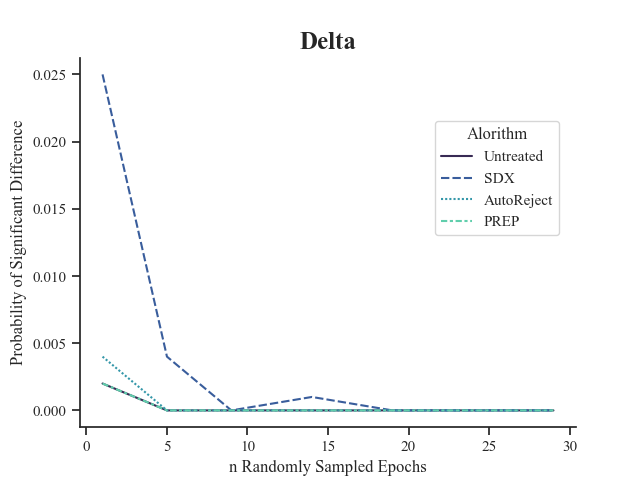 Delta
0.025
0.020
0.015
0.010
0.005
0.000
Probability of Significant Difference
Alorithm
Untreated
SDX
AutoReject
PREP
0 5 10 15 20 25 30
n Randomly Sampled Epochs